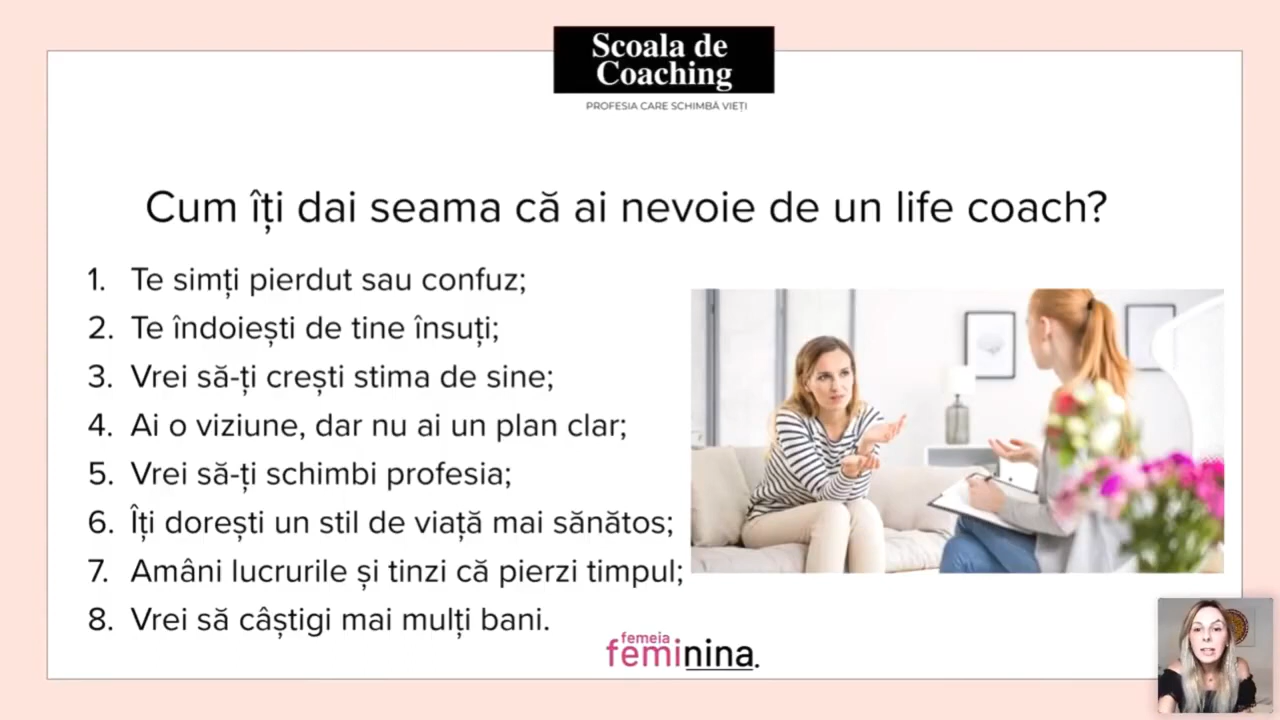 Scoala de
Coaching
PROFESIA CARE SCHIMBĂ VIEȚI
Cum îți dai seama că ai nevoie de un life coach?
1. Te simți pierdut sau confuz;
2. Te îndoiești de tine însuți;
3. Vrei să-ți crești stima de sine;
4. Ai o viziune, dar nu ai un plan clar;
5. Vrei să-ți schimbi profesia;
6. Îți dorești un stil de viață mai sănătos;
7. Amâni lucrurile și tinzi că pierzi timpul;
8. Vrei să câștigi mai mulți bani.
femeia
feminina.